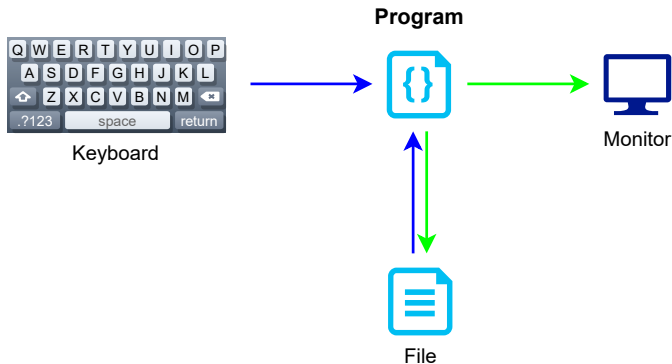 Program
Q W E R T Y U I O P
A S D F G H J K L
Z X C V B N M
.?123 space return
Keyboard
{}
Monitor
File